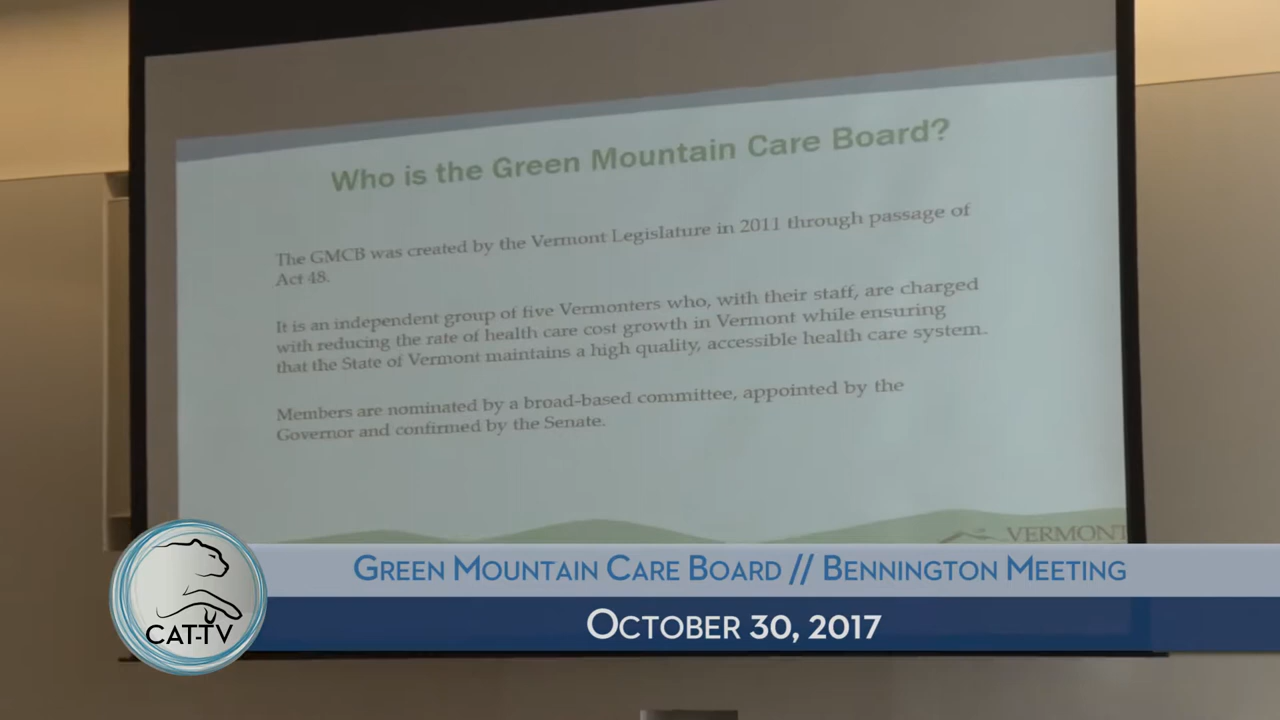 Who is the Green Mountain Care Board?
The GMCB was created by the Vermont Legislature in 2011 through passage of
Act 48.
It is an independent group of five Vermonters who, with their staff, are charged
with reducing the rate of health care cost growth in Vermont while ensuring
that the State of Vermont maintains a high quality, accessible health care system.
Members are nominated by a broad-based committee, appointed by the
Governor and confirmed by the Senate.
VERMONT
Green Mountain Care Board // Bennington Meeting
October 30, 2017
CAT-TV